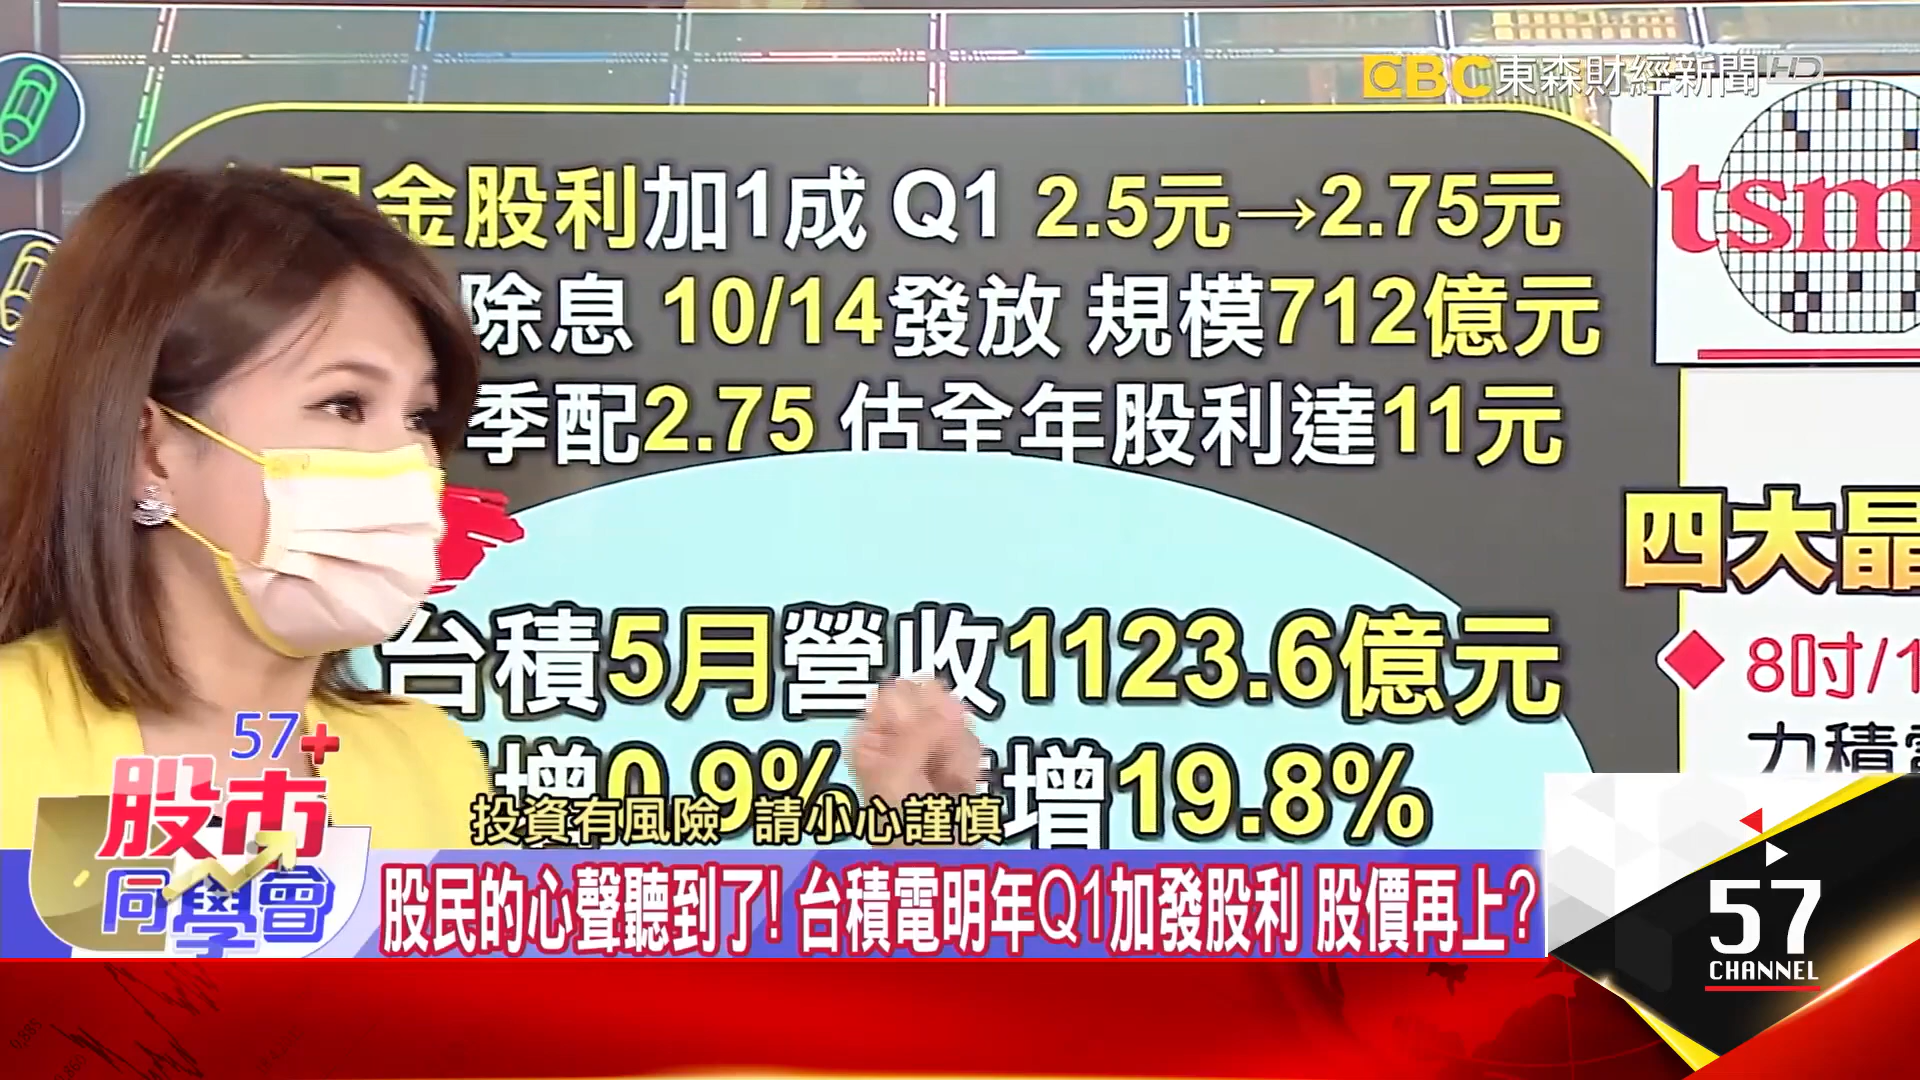 EBC東森財經新聞HD
tsm
金股利加1成 Q1 2.5元→2.75元
除息 10/14發放 規模712億元
季配2.75 估全年股利達11元
四大晶
台積5月營收1123.6億元
8吋/1
力積
增0.9% 增19.8%
投資有風險 請小心謹慎
57+
股市
同學會
股民的心聲聽到了! 台積電明年Q1加發股利 股價再上?
57
CHANNEL